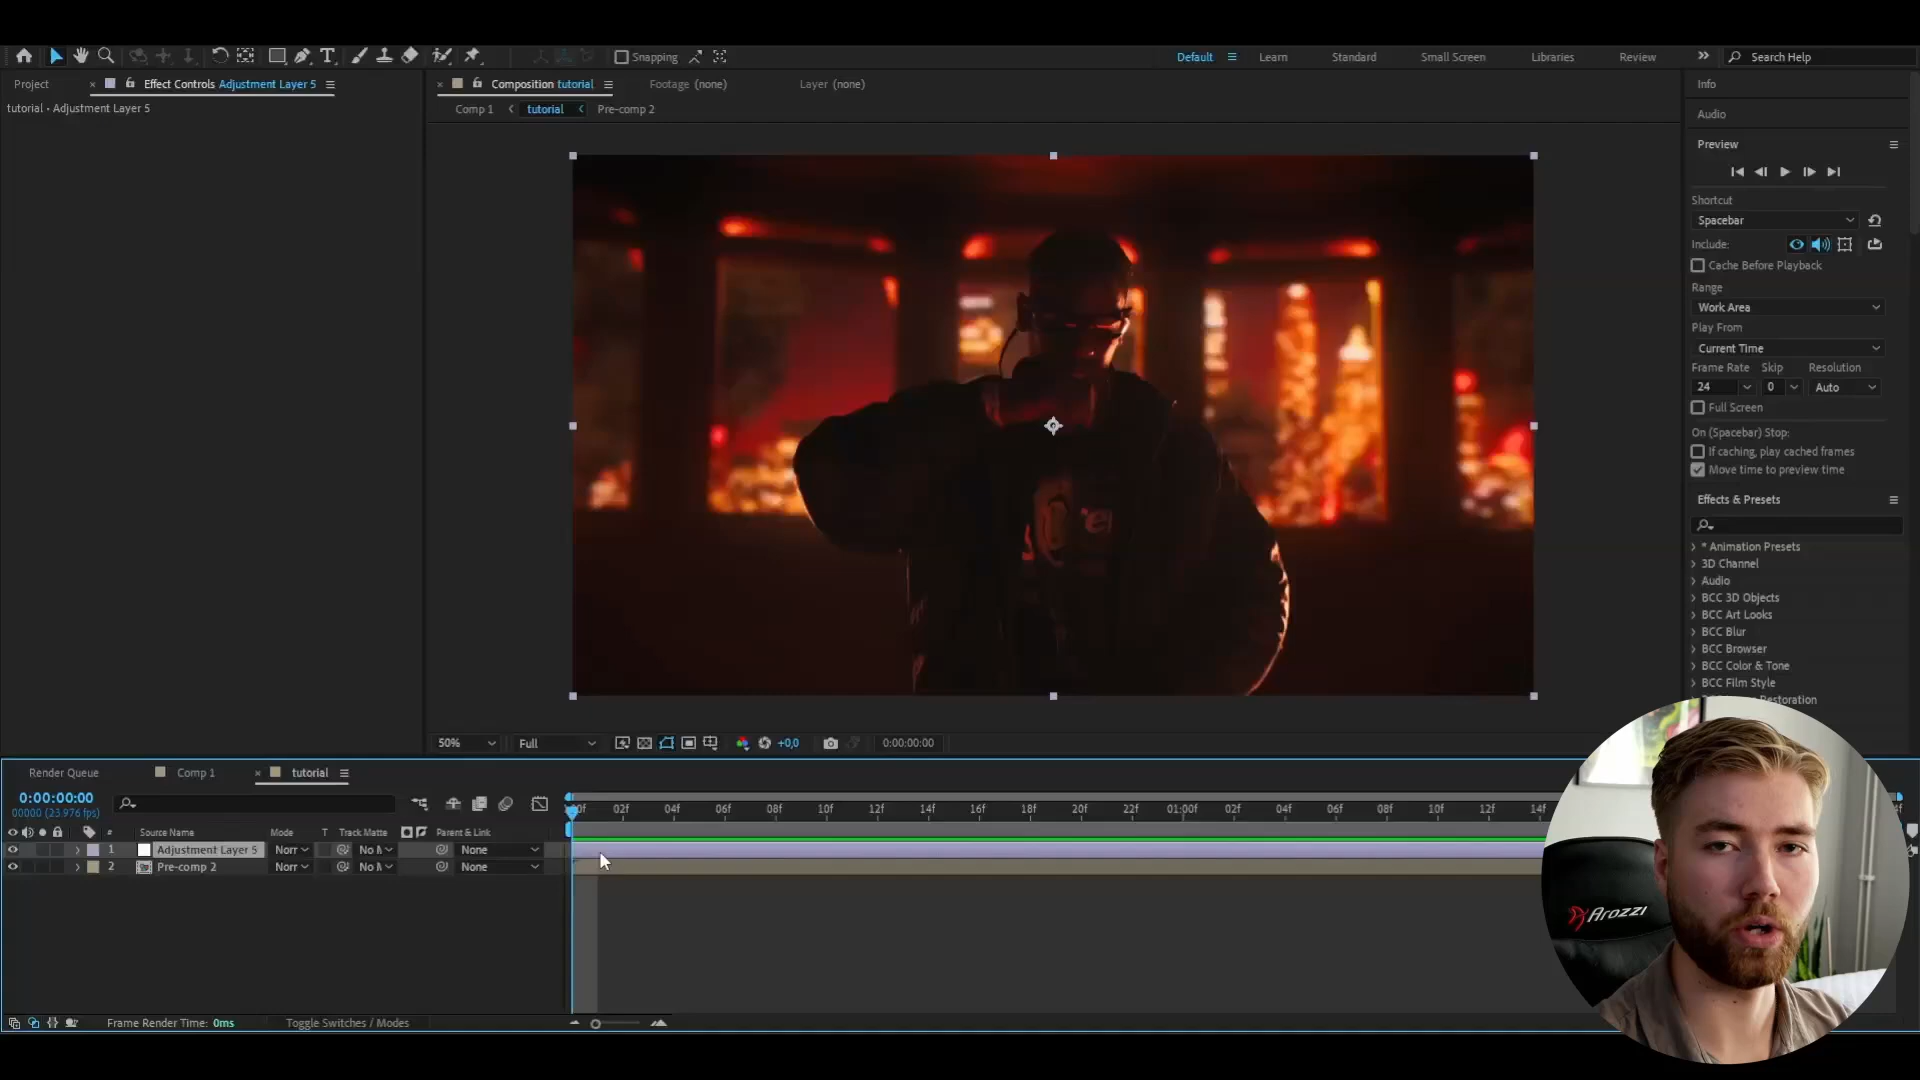 Snapping
Default
Learn
Standard
Small Screen
Libraries
Review
Search Help
Project
Effect Controls Adjustment Layer 5
Composition tutorial
Footage (none)
Layer (none)
Info
tutorial • Adjustment Layer 5
Comp 1
tutorial
Pre-comp 2
Audio
Preview
Shortcut
Spacebar
Include:
Cache Before Playback
Range
Work Area
Play From
Current Time
Frame Rate Skip Resolution
24 0 Auto
Full Screen
On (Spacebar) Stop:
If caching, play cached frames
Move time to preview time
Effects & Presets
* Animation Presets
3D Channel
Audio
BCC 3D Objects
BCC Art Looks
BCC Blur
BCC Browser
BCC Color & Tone
BCC Film Style
Restoration
50% Full +0,0 0:00:00:00
Render Queue
Comp 1
tutorial
0:00:00:00
00000 (23.976 fps)
02f 04f 06f 08f 10f 12f 14f 16f 18f 20f 22f 01:00f 02f 04f 06f 08f 10f 12f 14f
# Source Name Mode T Track Matte Parent & Link
1 Adjustment Layer 5 Norr No M None
2 Pre-comp 2 Norr No M None
Frame Render Time: 0ms
Toggle Switches / Modes
Arozzi